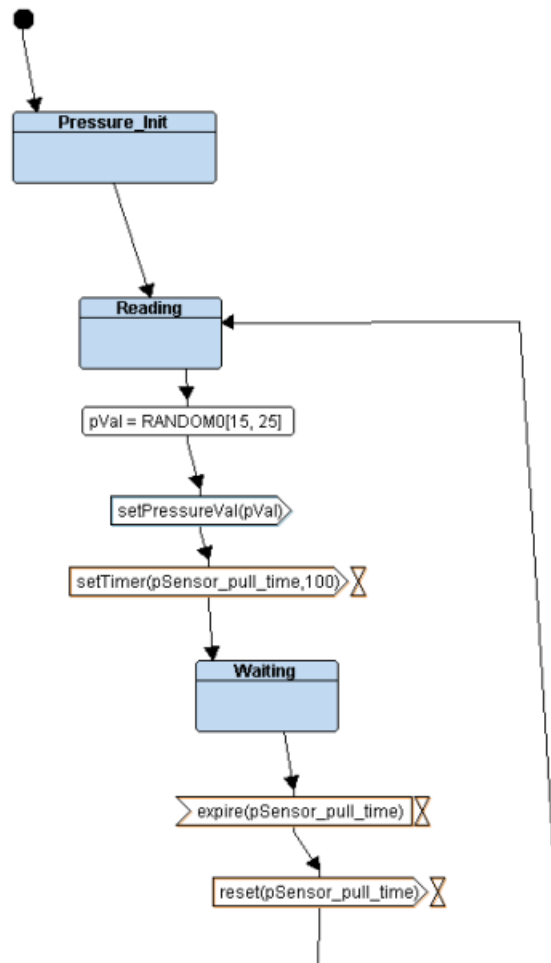 Pressure_Init
Reading
pVal = RANDOM0[15, 25]
setPressureVal(pVal)
setTimer(pSensor_pull_time,100)
Waiting
expire(pSensor_pull_time)
reset(pSensor_pull_time)